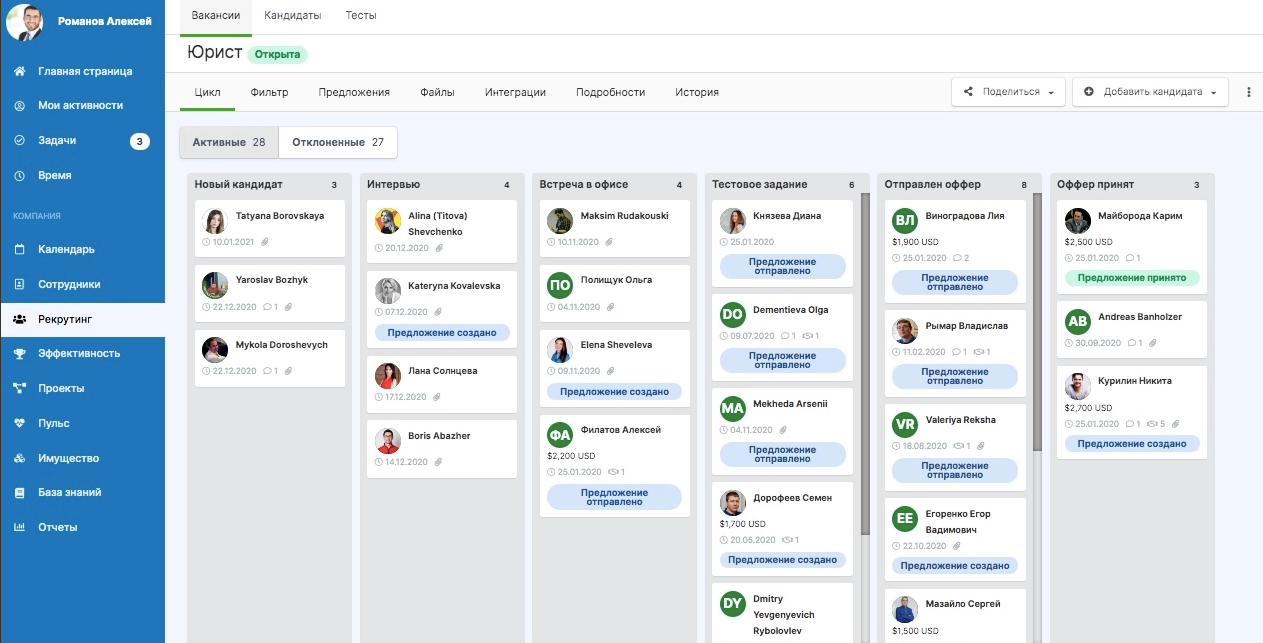 Романов Алексей
Главная страница
Мои активности
Задачи 3
Время
КОМПАНИЯ
Календарь
Сотрудники
Рекрутинг
Эффективность
Проекты
Пульс
Имущество
База знаний
Отчеты
Вакансии Кандидаты Тесты
Юрист Открыта
Цикл Фильтр Предложения Файлы Интеграции Подробности История
Поделиться Добавить кандидата
Активные 28 Отклоненные 27
Новый кандидат 3
Tatyana Borovskaya
10.01.2021
Yaroslav Bozhyk
22.12.2020 1
Mykola Doroshevych
22.12.2020 1
Интервью 4
Alina (Titova)
Shevchenko
20.12.2020
Kateryna Kovalevska
07.12.2020
Предложение создано
Лана Солнцева
17.12.2020
Boris Abazher
14.12.2020
Встреча в офисе 4
Maksim Rudakouski
10.11.2020
ПО Полищук Ольга
04.11.2020
Elena Sheveleva
09.11.2020
Предложение создано
ФА Филатов Алексей
$2,200 USD
25.01.2020 1
Предложение
отправлено
Тестовое задание 6
Князева Диана
25.01.2020
Предложение
отправлено
DO Dementieva Olga
09.07.2020 1 1
Предложение
отправлено
MA Mekheda Arsenii
04.11.2020
Предложение
отправлено
Дорофеев Семен
$1,700 USD
20.05.2020 1
Предложение создано
DY Dmitry
Yevgenyevich
Rybolovlev
Отправлен оффер 8
ВЛ Виноградова Лия
$1,900 USD
25.01.2020 2
Предложение
отправлено
Рымар Владислав
11.02.2020 1 1
Предложение
отправлено
VR Valeriya Reksha
18.08.2020 1
Предложение
отправлено
ЕЕ Егоренко Егор
Вадимович
22.10.2020
Предложение создано
Мазайло Сергей
$1,500 USD
Оффер принят 3
Майборода Карим
$2,500 USD
25.01.2020 1
Предложение принято
AB Andreas Banholzer
30.09.2020 1
Курилин Никита
$2,700 USD
25.01.2020 1 5
Предложение создано